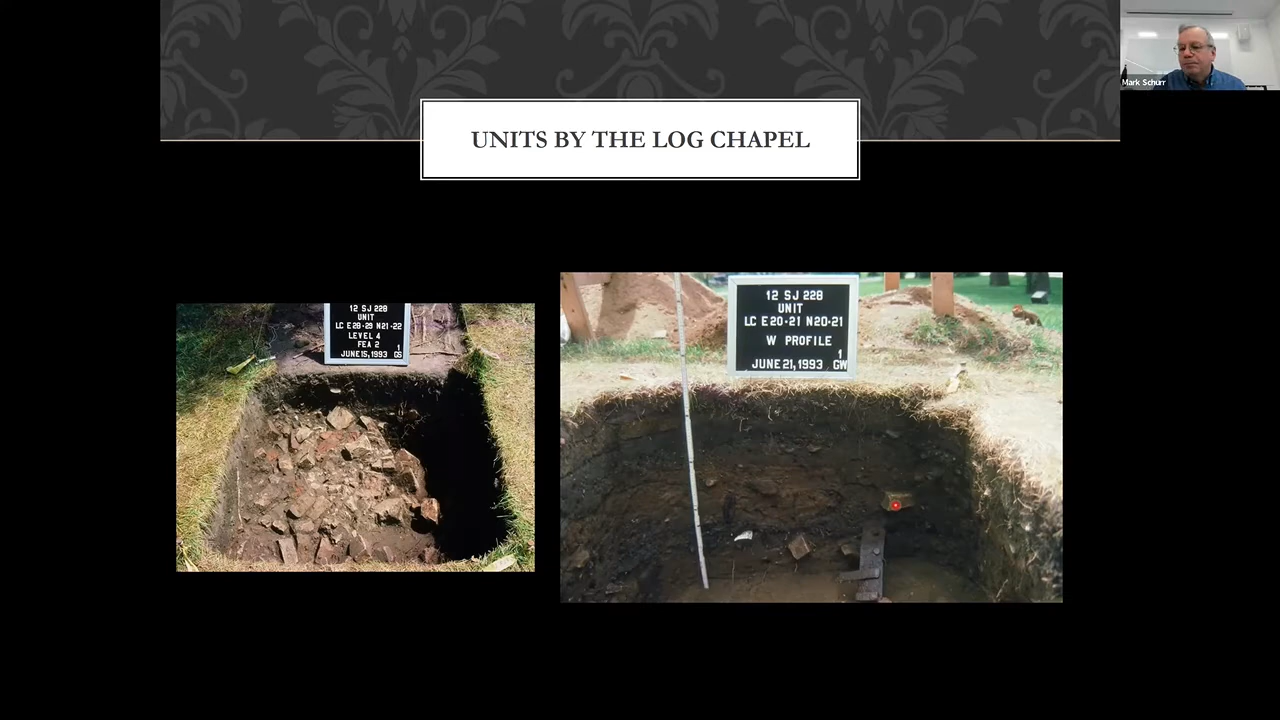 Mark Schurr
UNITS BY THE LOG CHAPEL
12 SJ 228
UNIT
LC E28-29 N21-22
LEVEL 4
FEA 2
JUNE 15, 1993 GS
1
12 SJ 228
UNIT
LC E20-21 N20-21
W PROFILE
1
JUNE 21, 1993 GW